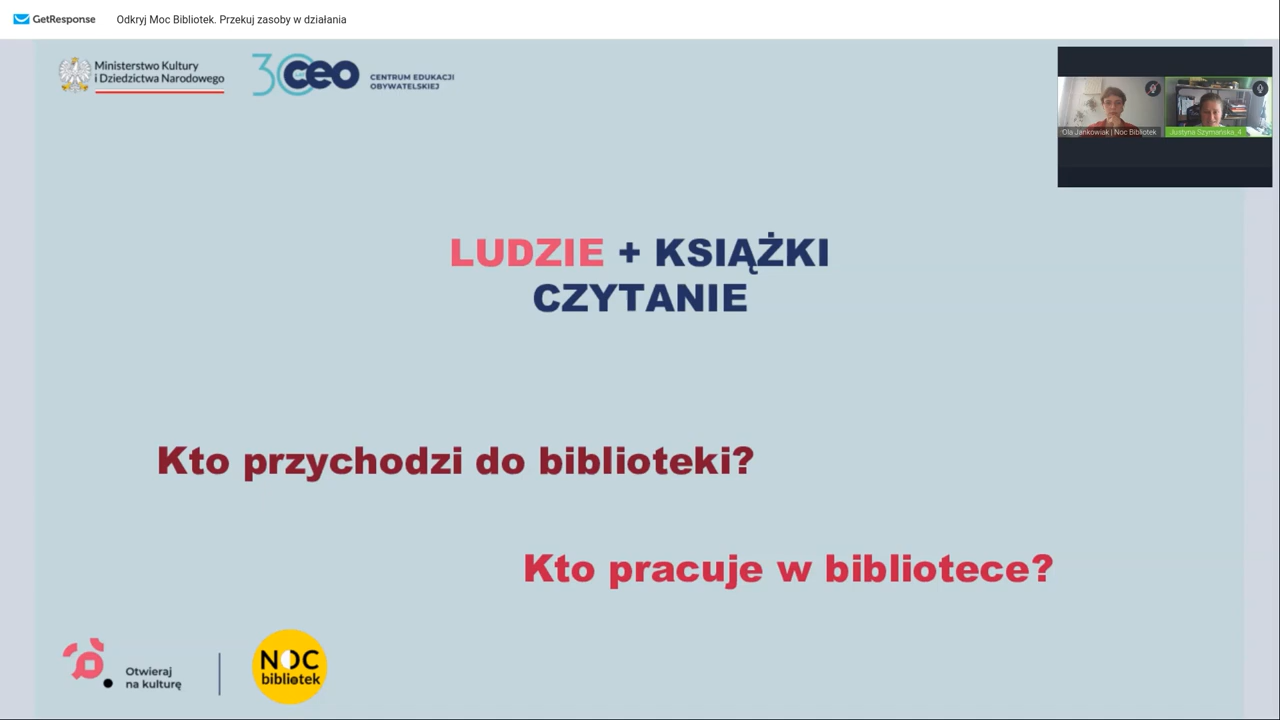 GetResponse
Odkryj Moc Bibliotek. Przekuj zasoby w działania
Ministerstwo Kultury
i Dziedzictwa Narodowego
30 ceo
CENTRUM EDUKACJI
OBYWATELSKIEJ
Ola Jankowiak | Noc Bibliotek
Justyna Szymańska_4
LUDZIE + KSIĄŻKI
CZYTANIE
Kto przychodzi do biblioteki?
Kto pracuje w bibliotece?
Otwieraj
na kulturę
NOC
bibliotek